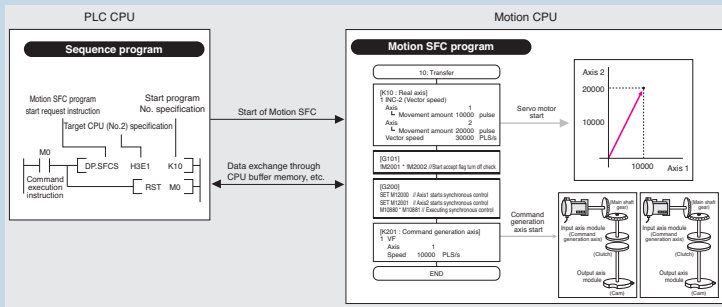 PLC CPU
Sequence program
Motion SFC program
start request instruction
Start program
No. specification
Target CPU (No.2) specification
M0
DP.SFCS H3E1 K10
Command
execution
instruction
RST M0
Start of Motion SFC
Data exchange through
CPU buffer memory, etc.
Motion CPU
Motion SFC program
10: Transfer
[K10 : Real axis]
1 INC-2 (Vector speed)
Axis 1
Movement amount 10000 pulse
Axis 2
Movement amount 20000 pulse
Vector speed 30000 PLS/s
[G101]
!M2001 * !M2002 //Start accept flag turn off check
[G200]
SET M12000 // Axis1 starts synchronous control
SET M12001 // Axis2 starts synchronous control
M10880 * M10881 // Executing synchronous check
[K201 : Command generation axis]
1 VF
Axis 1
Speed 10000 PLS/s
END
Servo motor
start
Command
generation
axis start
Axis 2
20000
10000
10000 Axis 1
(Main shaft
gear)
Input axis module
(Command
generation axis)
(Clutch)
Output axis
module
(Cam)
(Main shaft
gear)
Input axis module
(Command
generation axis)
(Clutch)
Output axis
module
(Cam)